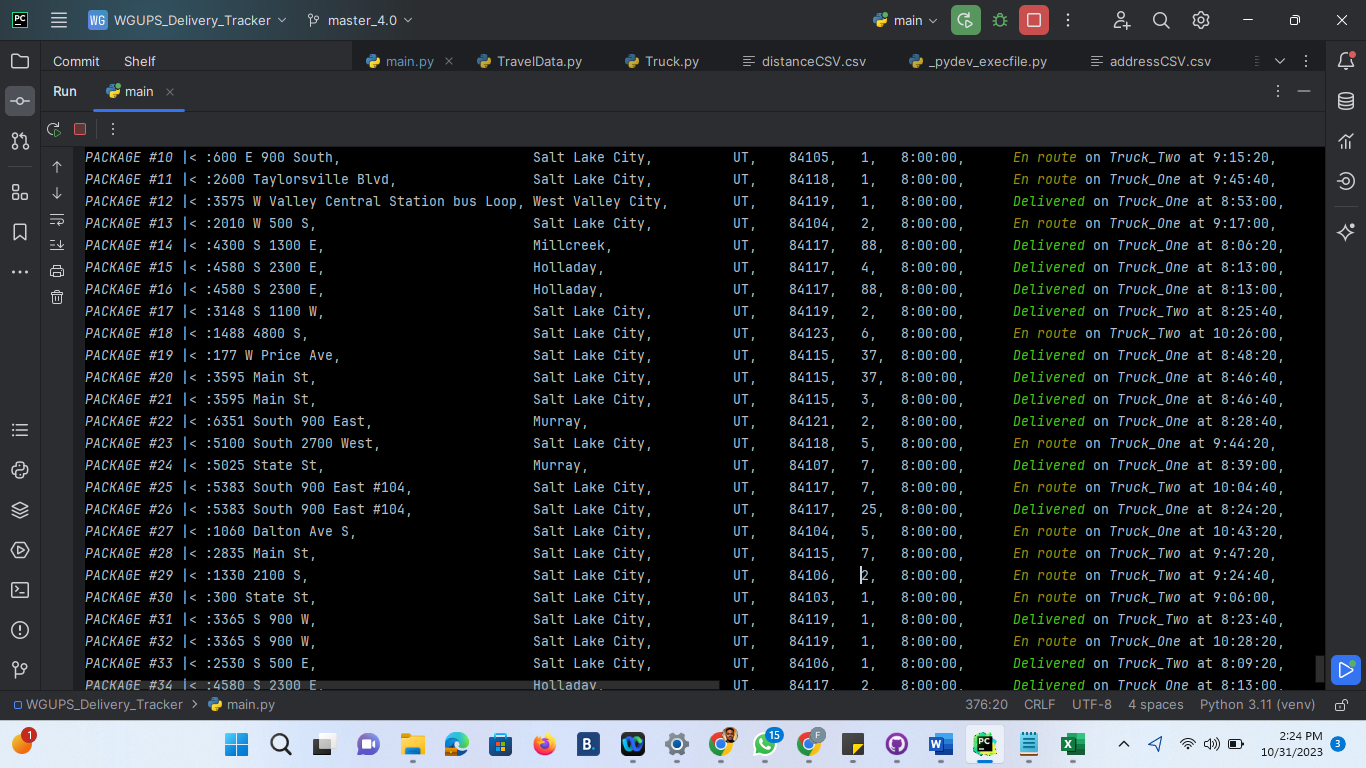 PC WG WGUPS_Delivery_Tracker master_4.0 main
Commit Shelf main.py TravelData.py Truck.py distanceCSV.csv _pydev_execfile.py addressCSV.csv
Run main
PACKAGE #10 |< :600 E 900 South, Salt Lake City, UT, 84105, 1, 8:00:00, En route on Truck_Two at 9:15:20,
PACKAGE #11 |< :2600 Taylorsville Blvd, Salt Lake City, UT, 84118, 1, 8:00:00, En route on Truck_One at 9:45:40,
PACKAGE #12 |< :3575 W Valley Central Station bus Loop, West Valley City, UT, 84119, 1, 8:00:00, Delivered on Truck_One at 8:53:00,
PACKAGE #13 |< :2010 W 500 S, Salt Lake City, UT, 84104, 2, 8:00:00, En route on Truck_One at 9:17:00,
PACKAGE #14 |< :4300 S 1300 E, Millcreek, UT, 84117, 88, 8:00:00, Delivered on Truck_One at 8:06:20,
PACKAGE #15 |< :4580 S 2300 E, Holladay, UT, 84117, 4, 8:00:00, Delivered on Truck_One at 8:13:00,
PACKAGE #16 |< :4580 S 2300 E, Holladay, UT, 84117, 88, 8:00:00, Delivered on Truck_One at 8:13:00,
PACKAGE #17 |< :3148 S 1100 W, Salt Lake City, UT, 84119, 2, 8:00:00, Delivered on Truck_Two at 8:25:40,
PACKAGE #18 |< :1488 4800 S, Salt Lake City, UT, 84123, 6, 8:00:00, En route on Truck_Two at 10:26:00,
PACKAGE #19 |< :177 W Price Ave, Salt Lake City, UT, 84115, 37, 8:00:00, Delivered on Truck_One at 8:48:20,
PACKAGE #20 |< :3595 Main St, Salt Lake City, UT, 84115, 37, 8:00:00, Delivered on Truck_One at 8:46:40,
PACKAGE #21 |< :3595 Main St, Salt Lake City, UT, 84115, 3, 8:00:00, Delivered on Truck_One at 8:46:40,
PACKAGE #22 |< :6351 South 900 East, Murray, UT, 84121, 2, 8:00:00, Delivered on Truck_One at 8:28:40,
PACKAGE #23 |< :5100 South 2700 West, Salt Lake City, UT, 84118, 5, 8:00:00, En route on Truck_One at 9:44:20,
PACKAGE #24 |< :5025 State St, Murray, UT, 84107, 7, 8:00:00, Delivered on Truck_One at 8:39:00,
PACKAGE #25 |< :5383 South 900 East #104, Salt Lake City, UT, 84117, 7, 8:00:00, En route on Truck_Two at 10:04:40,
PACKAGE #26 |< :5383 South 900 East #104, Salt Lake City, UT, 84117, 25, 8:00:00, Delivered on Truck_One at 8:24:20,
PACKAGE #27 |< :1060 Dalton Ave S, Salt Lake City, UT, 84104, 5, 8:00:00, En route on Truck_One at 10:43:20,
PACKAGE #28 |< :2835 Main St, Salt Lake City, UT, 84115, 7, 8:00:00, En route on Truck_Two at 9:47:20,
PACKAGE #29 |< :1330 2100 S, Salt Lake City, UT, 84106, 2, 8:00:00, En route on Truck_Two at 9:24:40,
PACKAGE #30 |< :300 State St, Salt Lake City, UT, 84103, 1, 8:00:00, En route on Truck_One at 9:06:00,
PACKAGE #31 |< :3365 S 900 W, Salt Lake City, UT, 84119, 1, 8:00:00, Delivered on Truck_Two at 8:23:40,
PACKAGE #32 |< :3365 S 900 W, Salt Lake City, UT, 84119, 1, 8:00:00, En route on Truck_One at 10:28:20,
PACKAGE #33 |< :2530 S 500 E, Salt Lake City, UT, 84106, 1, 8:00:00, Delivered on Truck_Two at 8:09:20,
PACKAGE #34 |< :4580 S 2300 E, Holladay, UT, 84117, 2, 8:00:00, Delivered on Truck_One at 8:13:00,
WGUPS_Delivery_Tracker > main.py 376:20 CRLF UTF-8 4 spaces Python 3.11 (venv)
1 B. 15 F W PC X 2:24 PM 3
10/31/2023